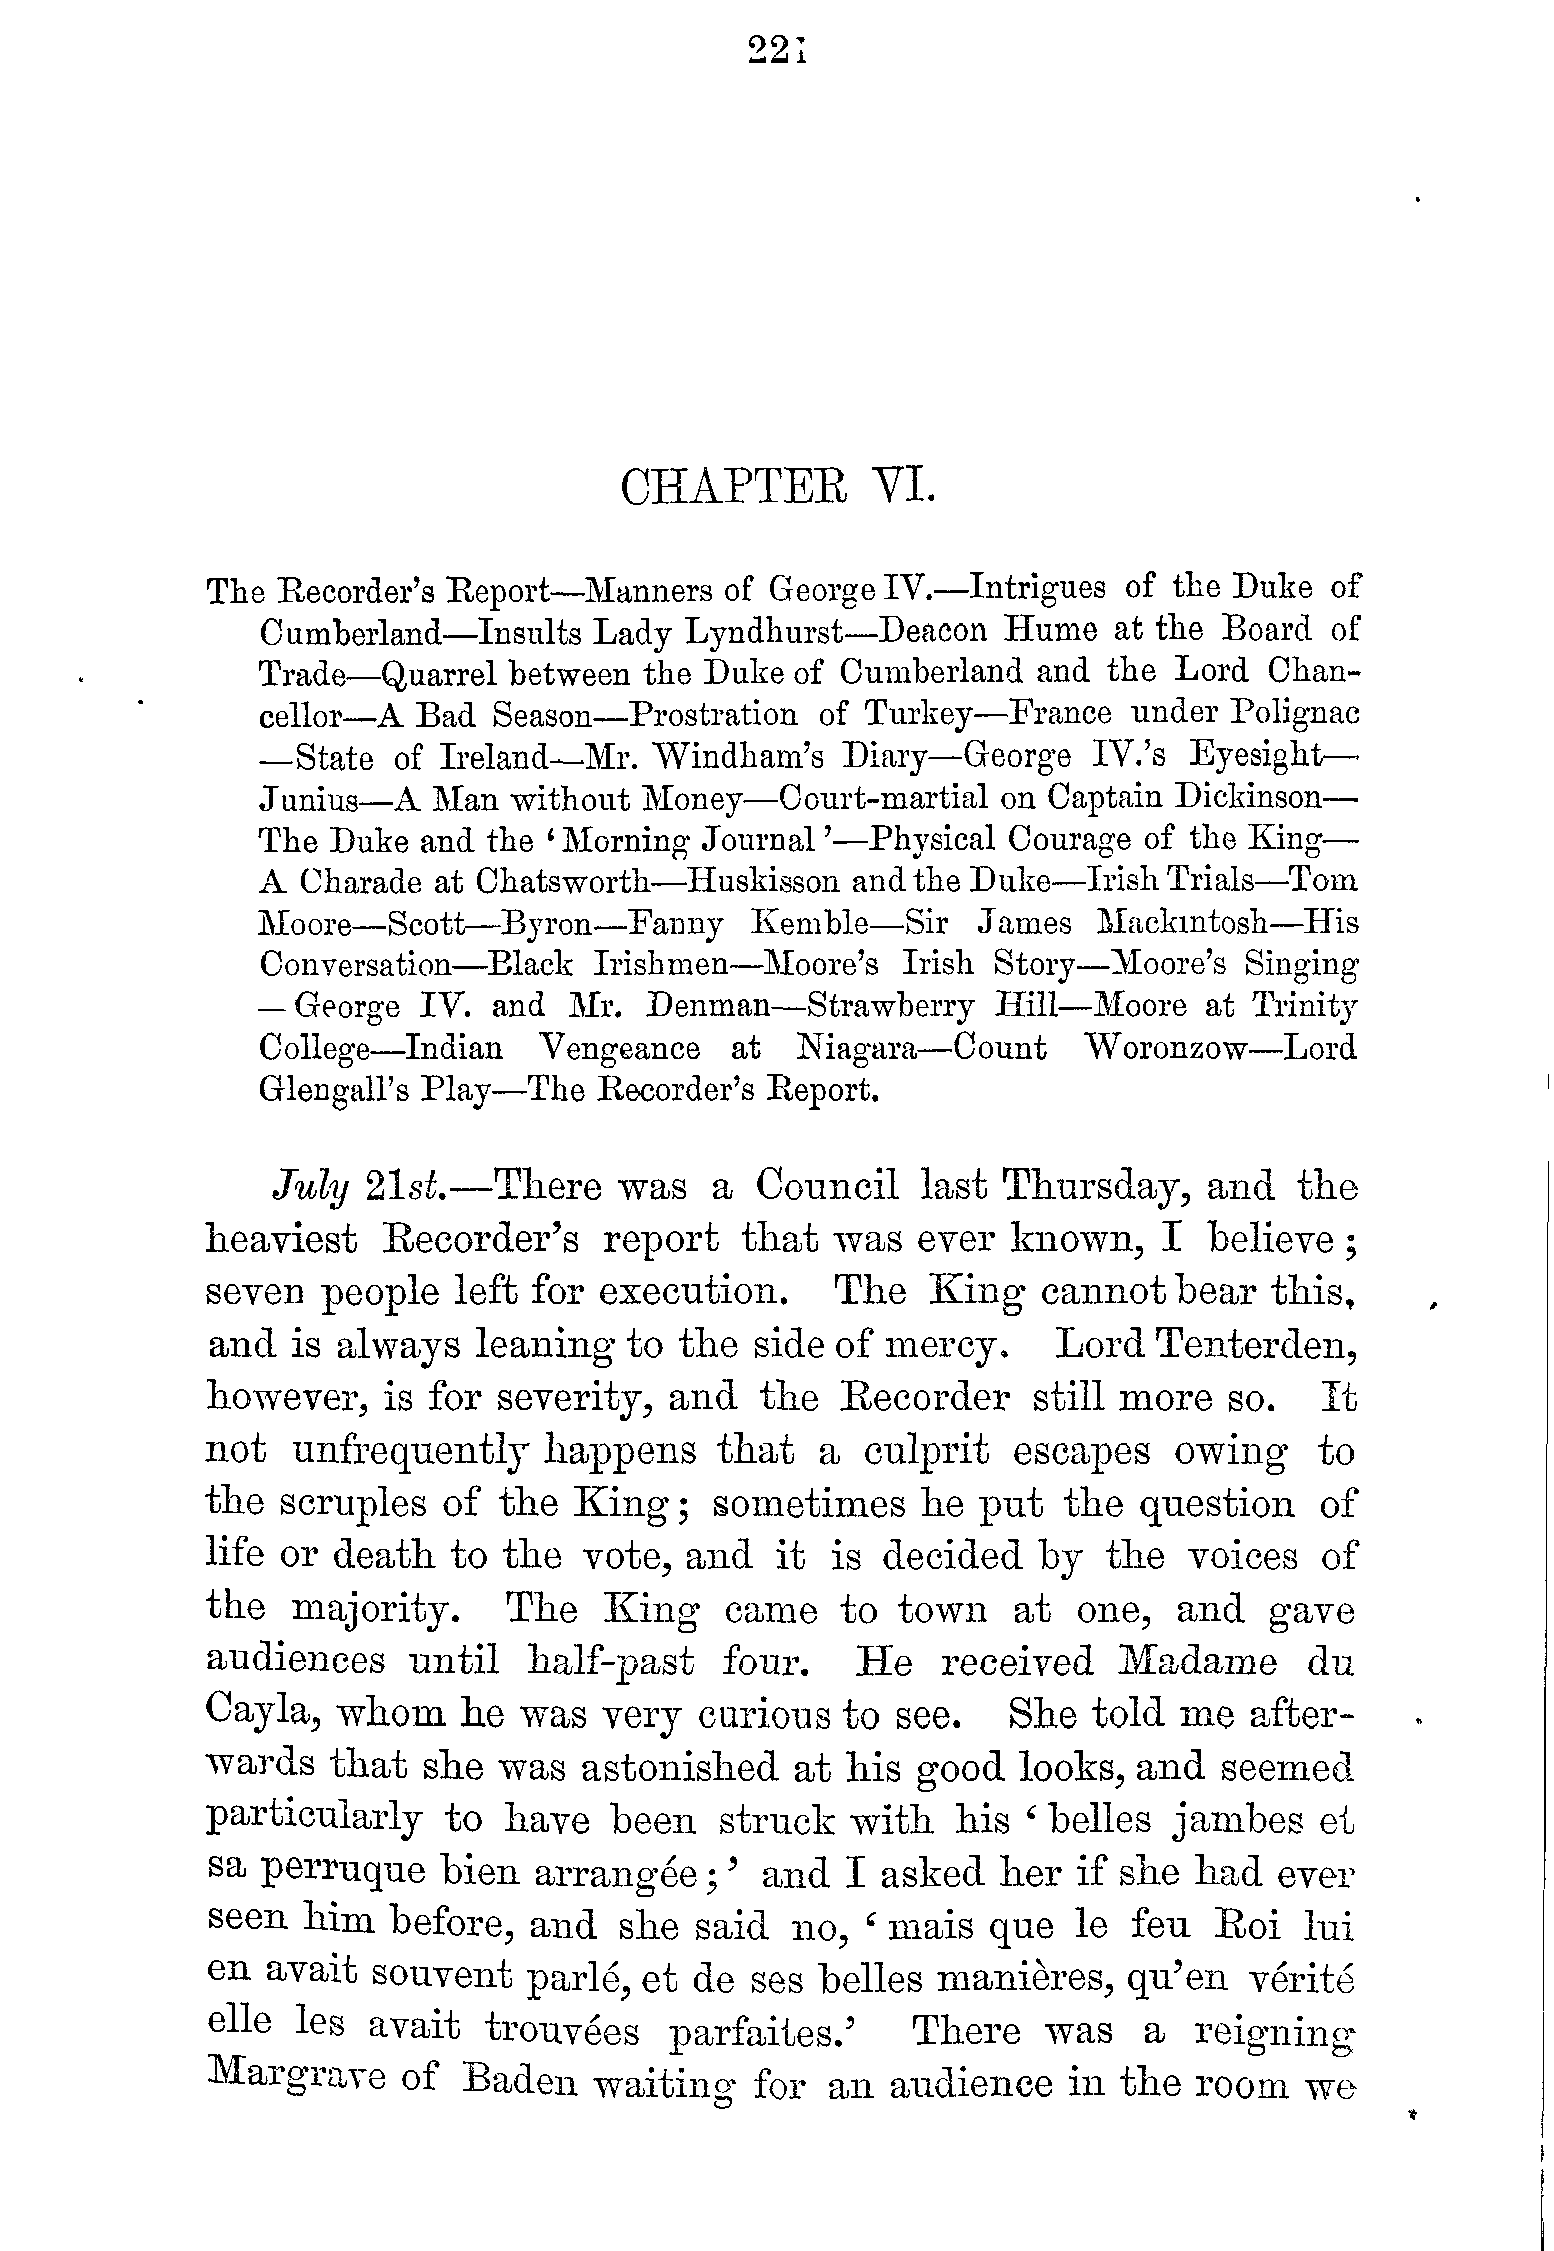 221
CHAPTER VI.
The Recorder's Report—Manners of George IV.—Intrigues of the Duke of
Cumberland—Insults Lady Lyndhurst—Deacon Hume at the Board of
Trade—Quarrel between the Duke of Cumberland and the Lord Chan-
cellor—A Bad Season—Prostration of Turkey—France under Polignac
—State of Ireland—Mr. Windham's Diary—George IV.'s Eyesight—
Junius—A Man without Money—Court-martial on Captain Dickinson—
The Duke and the ‘Morning Journal’—Physical Courage of the King—
A Charade at Chatsworth—Huskisson and the Duke—Irish Trials—Tom
Moore—Scott—Byron—Fanny Kemble—Sir James Mackintosh—His
Conversation—Black Irishmen—Moore's Irish Story—Moore's Singing
—George IV. and Mr. Denman—Strawberry Hill—Moore at Trinity
College—Indian Vengeance at Niagara—Count Woronzow—Lord
Glengall's Play—The Recorder's Report.
July 21st.—There was a Council last Thursday, and the
heaviest Recorder's report that was ever known, I believe;
seven people left for execution. The King cannot bear this,
and is always leaning to the side of mercy. Lord Tenterden,
however, is for severity, and the Recorder still more so. It
not unfrequently happens that a culprit escapes owing to
the scruples of the King; sometimes he put the question of
life or death to the vote, and it is decided by the voices of
the majority. The King came to town at one, and gave
audiences until half-past four. He received Madame du
Cayla, whom he was very curious to see. She told me after-
wards that she was astonished at his good looks, and seemed
particularly to have been struck with his ‘belles jambes et
sa perruque bien arrangée;’ and I asked her if she had ever
seen him before, and she said no, ‘mais que le feu Roi lui
en avait souvent parlé, et de ses belles manières, qu'en vérité
elle les avait trouvées parfaites.’ There was a reigning
Margrave of Baden waiting for an audience in the room we